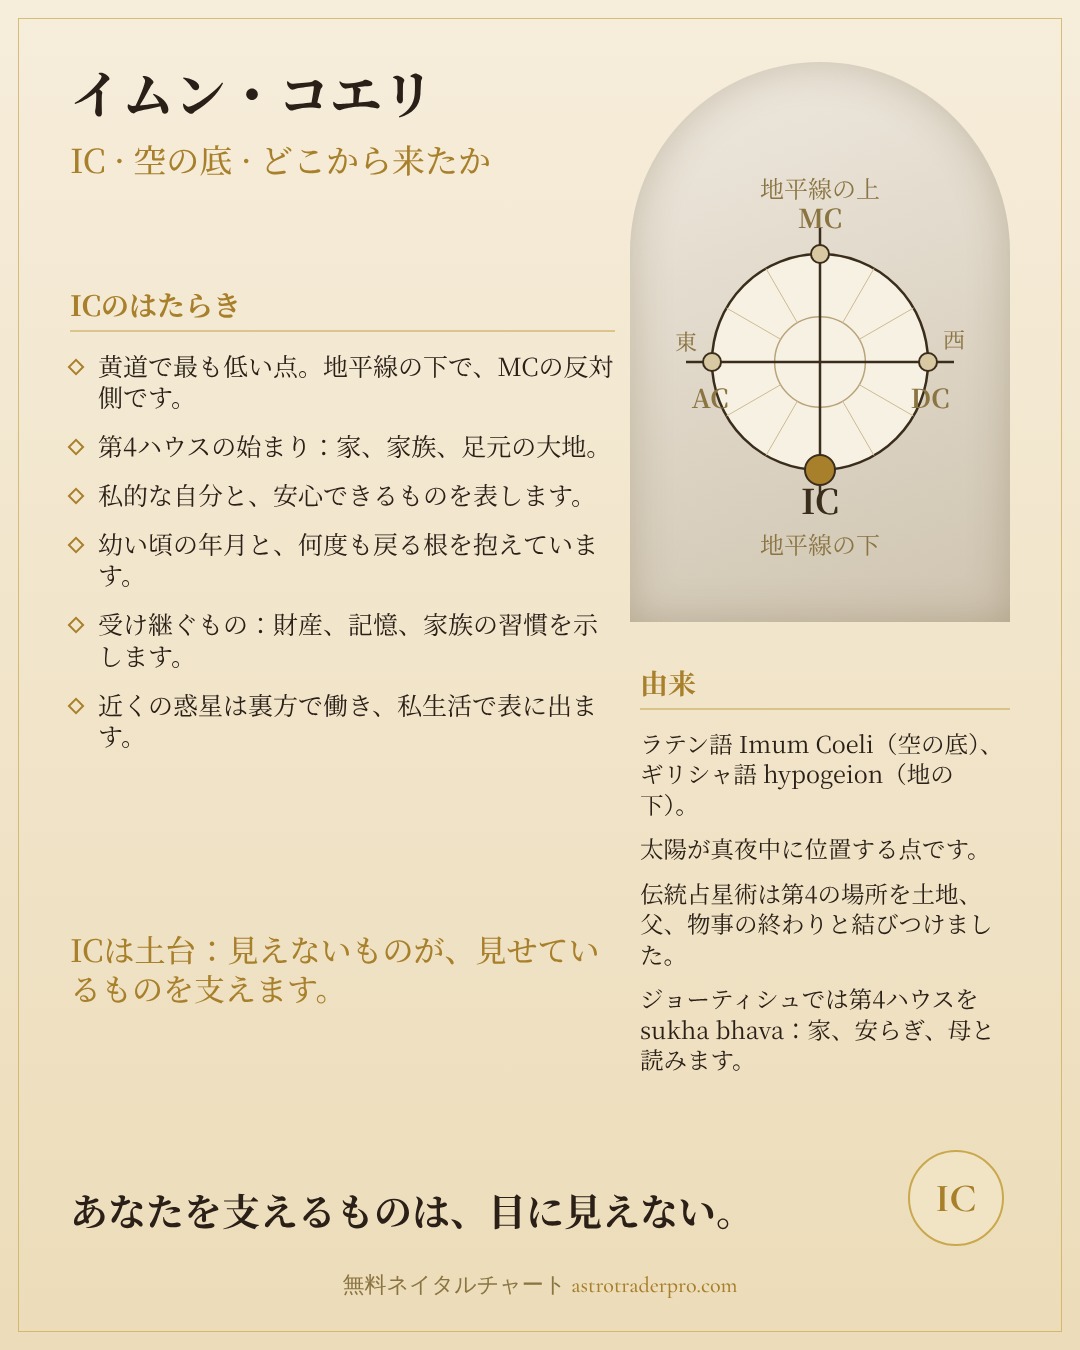 イムン・コエリ
IC · 空の底 · どこから来たか
ICのはたらき
黄道で最も低い点。地平線の下で、MCの反対
側です。
第4ハウスの始まり：家、家族、足元の大地。
私的な自分と、安心できるものを表します。
幼い頃の年月と、何度も戻る根を抱えていま
す。
受け継ぐもの：財産、記憶、家族の習慣を示
します。
近くの惑星は裏方で働き、私生活で表に出ま
す。
ICは土台：見えないものが、見せてい
るものを支えます。
地平線の上
MC
東
西
AC
DC
IC
地平線の下
由来
ラテン語 Imum Coeli（空の底）、
ギリシャ語 hypogeion（地の
下）。
太陽が真夜中に位置する点です。
伝統占星術は第4の場所を土地、
父、物事の終わりと結びつけまし
た。
ジョーティシュでは第4ハウスを
sukha bhava：家、安らぎ、母と
読みます。
あなたを支えるものは、目に見えない。
IC
無料ネイタルチャート astrotraderpro.com